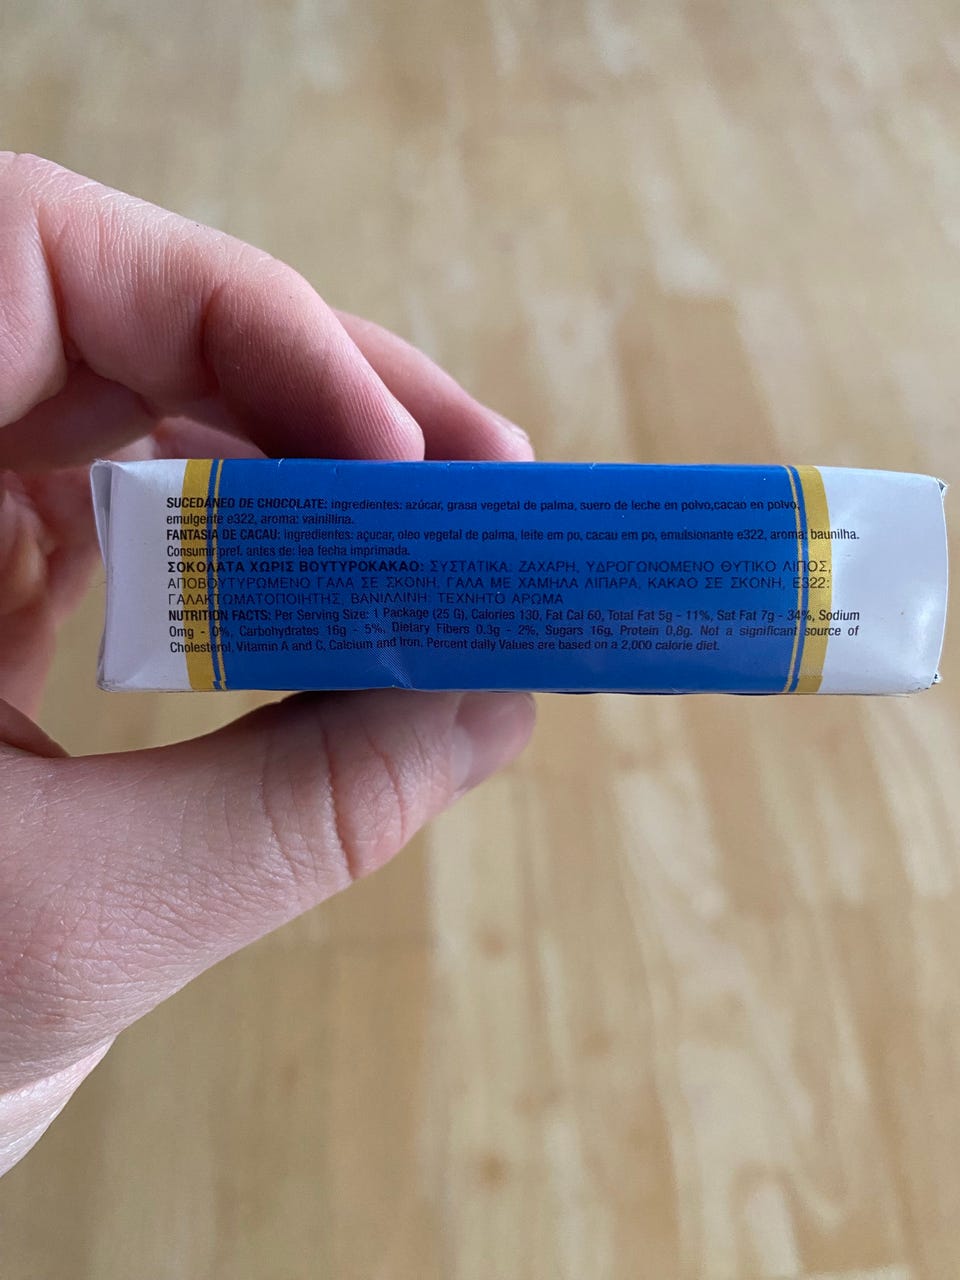 SUCEDÁNEO DE CHOCOLATE: ingredientes: azúcar, grasa vegetal de palma, suero de leche en polvo,cacao en polvo,
emulgente e322, aroma: vainillina.
FANTASIA DE CACAU: ingredientes: açucar, oleo vegetal de palma, leite em po, cacau em po, emulsionante e322, aroma: baunilha.
Consumir pref. antes de: lea fecha imprimada.
ΣΟΚΟΛΑΤΑ ΧΩΡΙΣ ΒΟΥΤΥΡΟΚΑΚΑΟ: ΣΥΣΤΑΤΙΚΑ: ΖΑΧΑΡΗ, ΥΔΡΟΓΩΝΟΜΕΝΟ ΘΥΤΙΚΟ ΛΙΠΟΣ,
ΑΠΟΒΟΥΤΥΡΩΜΕΝΟ ΓΑΛΑ ΣΕ ΣΚΟΝΗ, ΓΑΛΑ ΜΕ ΧΑΜΗΛΑ ΛΙΠΑΡΑ, ΚΑΚΑΟ ΣΕ ΣΚΟΝΗ, E322:
ΓΑΛΑΚΤΩΜΑΤΟΠΟΙΗΤΗΣ, ΒΑΝΙΛΛΙΝΗ: ΤΕΧΝΗΤΟ ΑΡΩΜΑ
NUTRITION FACTS: Per Serving Size: 1 Package (25 G), Calories 130, Fat Cal 60, Total Fat 5g - 11%, Sat Fat 7g - 34%, Sodium
0mg - 0%, Carbohydrates 16g - 5%, Dietary Fibers 0.3g - 2%, Sugars 16g, Protein 0,8g. Not a significant source of
Cholesterol, Vitamin A and C, Calcium and Iron. Percent daily Values are based on a 2,000 calorie diet.